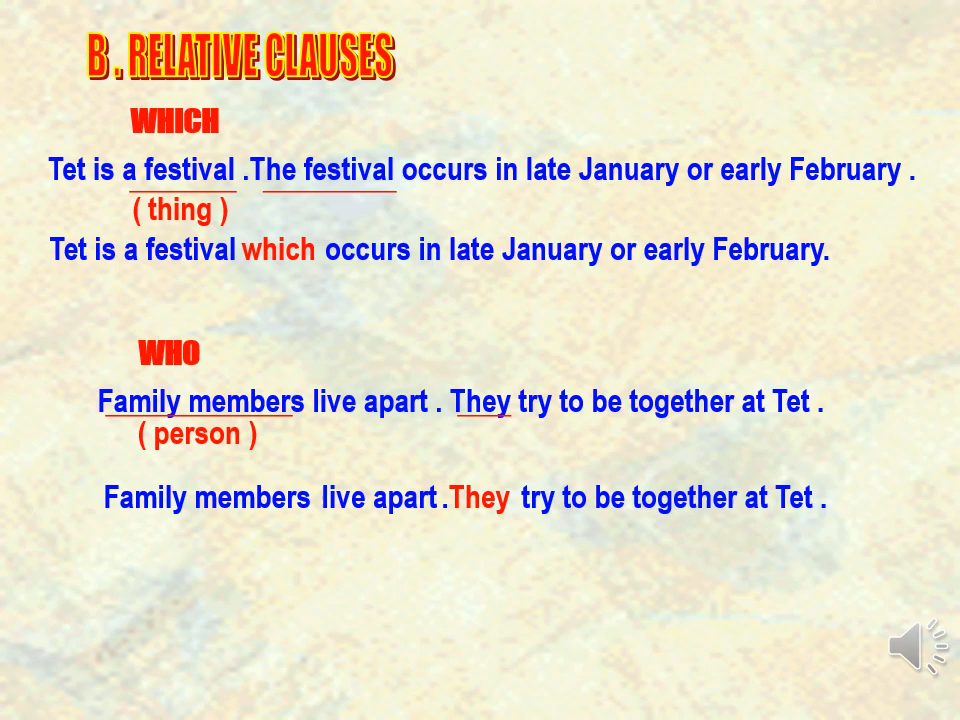 B . RELATIVE CLAUSES
WHICH
Tet is a festival .The festival occurs in late January or early February .
( thing )
Tet is a festival which occurs in late January or early February.
WHO
Family members live apart . They try to be together at Tet .
( person )
Family members live apart .They try to be together at Tet .